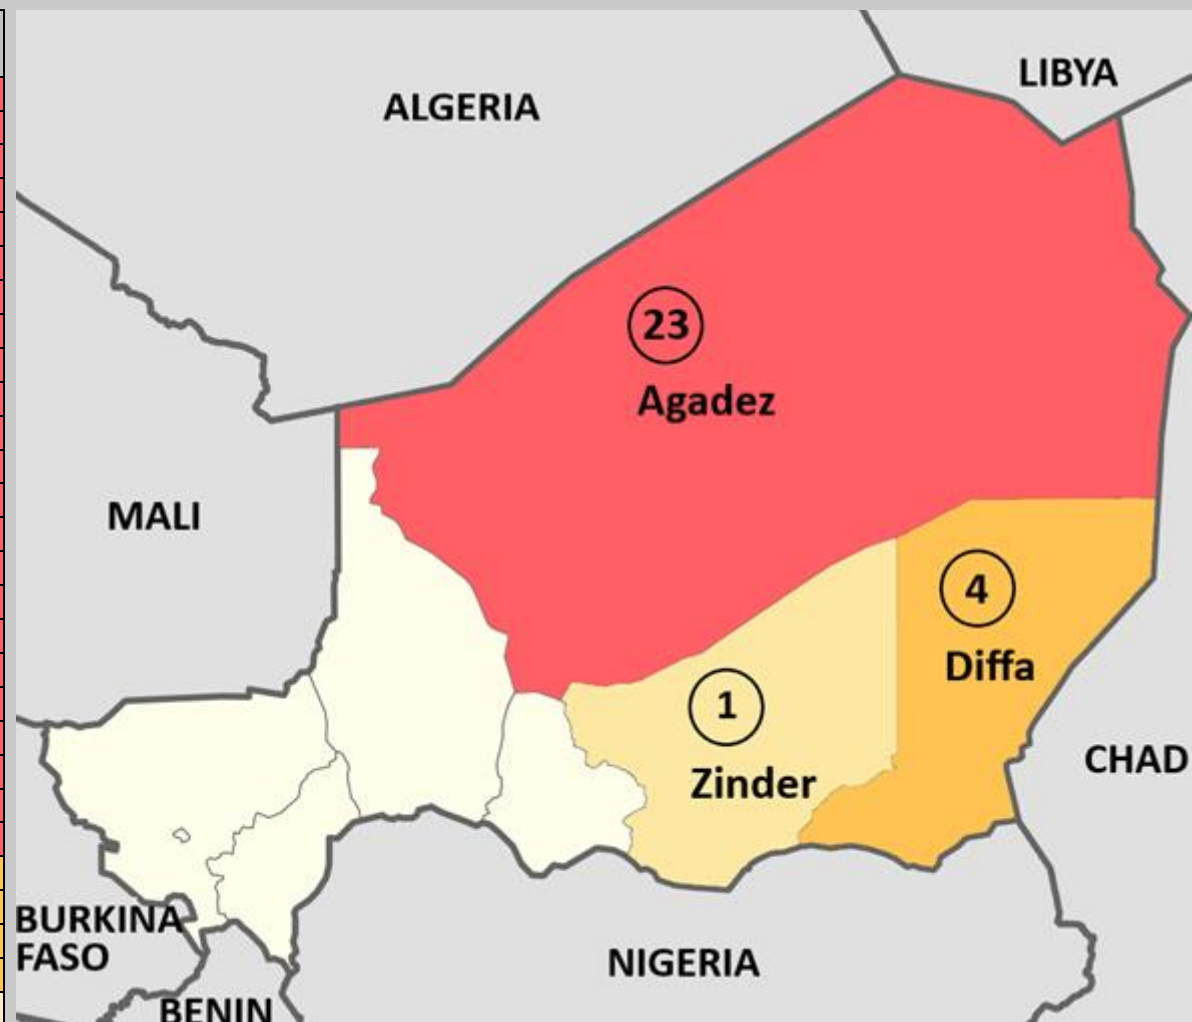 LIBYA
ALGERIA
23
Agadez
MALI
4
Diffa
1
Zinder
CHAD
BURKINA
FASO
NIGERIA
BENIN